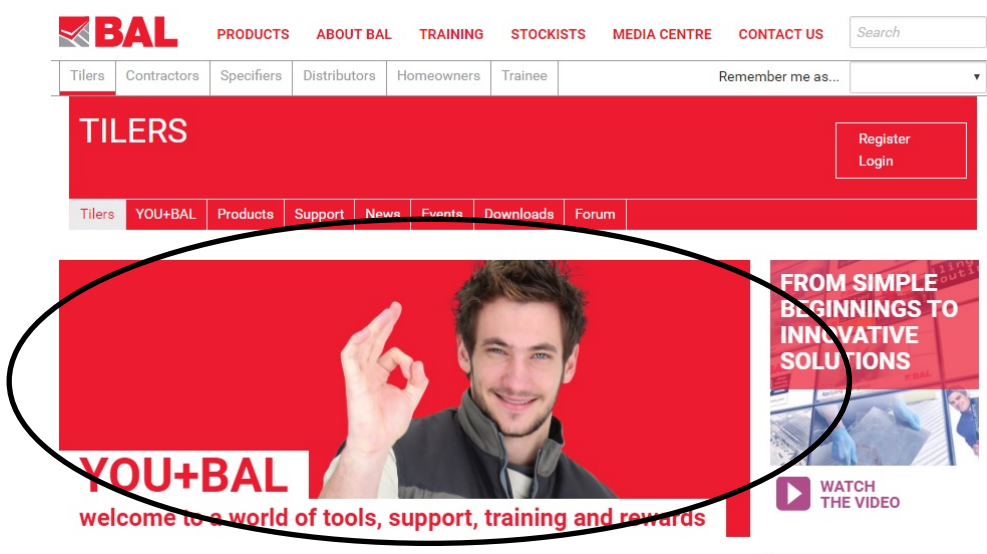 BAL
PRODUCTS ABOUT BAL TRAINING STOCKISTS MEDIA CENTRE CONTACT US Search
Tilers Contractors Specifiers Distributors Homeowners Trainee Remember me as...
TILERS
Register
Login
Tilers YOU+BAL Products Support News Events Downloads Forum
FROM SIMPLE
BEGINNINGS TO
INNOVATIVE
SOLUTIONS
YOU+BAL
welcome to a world of tools, support, training and rewards
WATCH
THE VIDEO